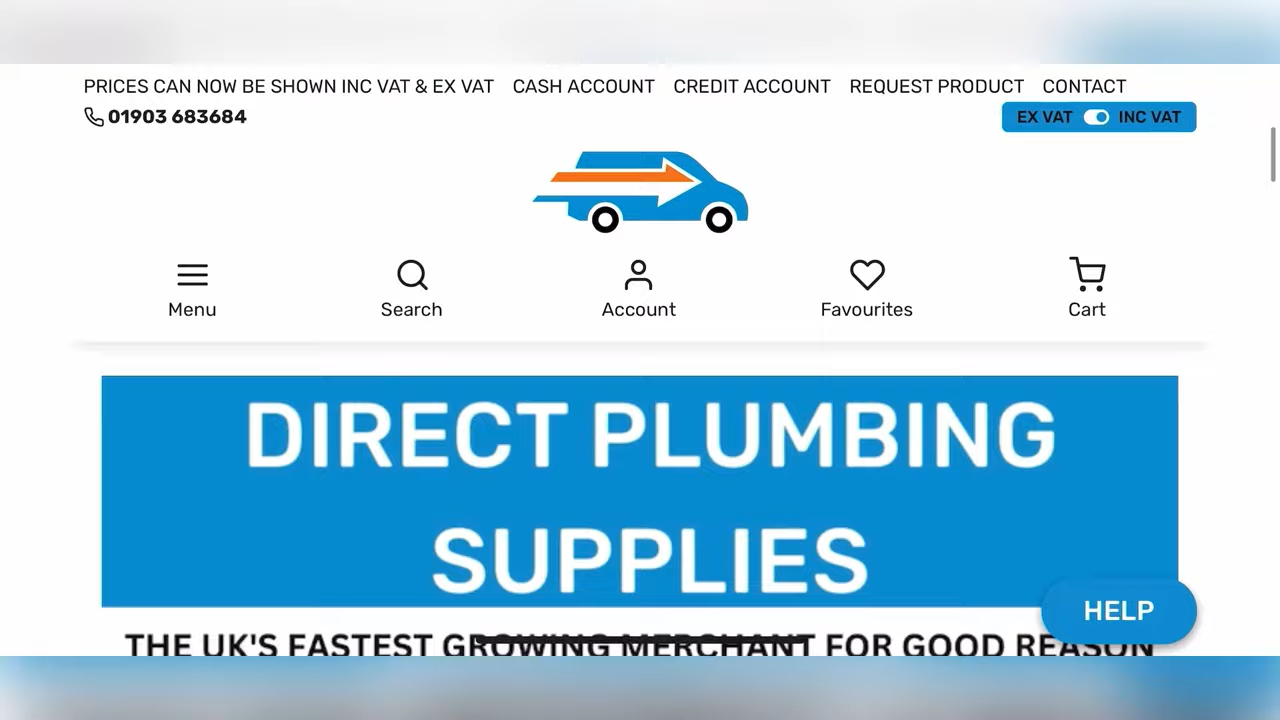 PRICES CAN NOW BE SHOWN INC VAT & EX VAT CASH ACCOUNT CREDIT ACCOUNT REQUEST PRODUCT CONTACT
01903 683684 EX VAT INC VAT
Menu Search Account Favourites Cart
DIRECT PLUMBING
SUPPLIES
HELP
THE UK'S FASTEST GROWING MERCHANT FOR GOOD REASON